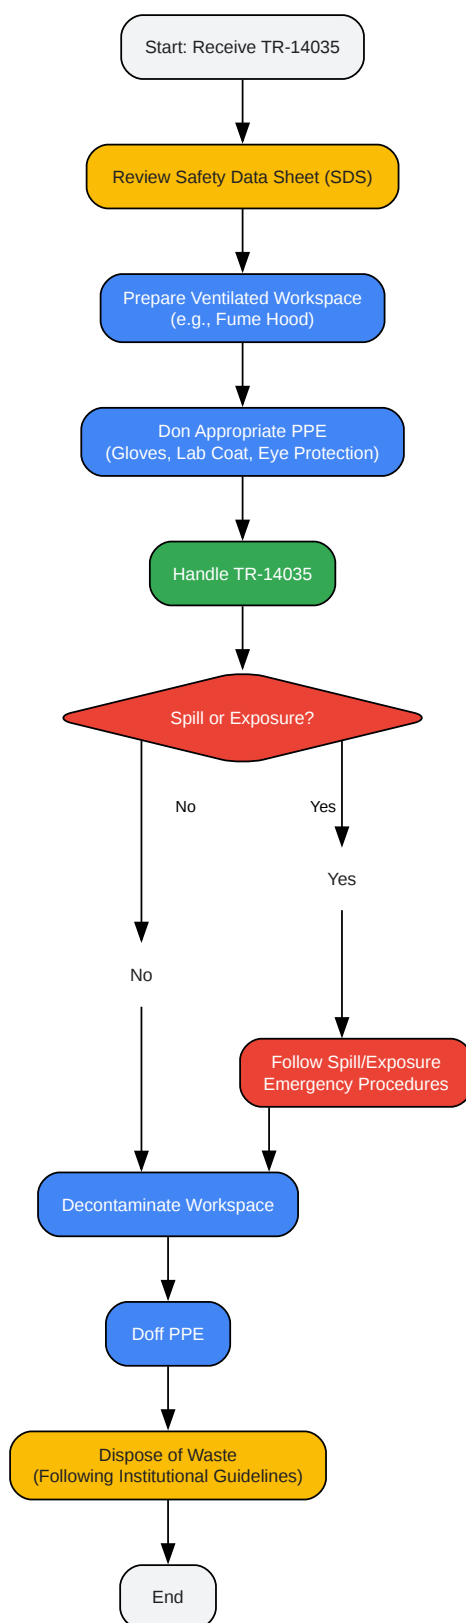 Start: Receive TR-14035
Review Safety Data Sheet (SDS)
Prepare Ventilated Workspace
(e.g., Fume Hood)
Don Appropriate PPE
(Gloves, Lab Coat, Eye Protection)
Handle TR-14035
Spill or Exposure?
No
Yes
Yes
No
Follow Spill/Exposure
Emergency Procedures
Decontaminate Workspace
Doff PPE
Dispose of Waste
(Following Institutional Guidelines)
End